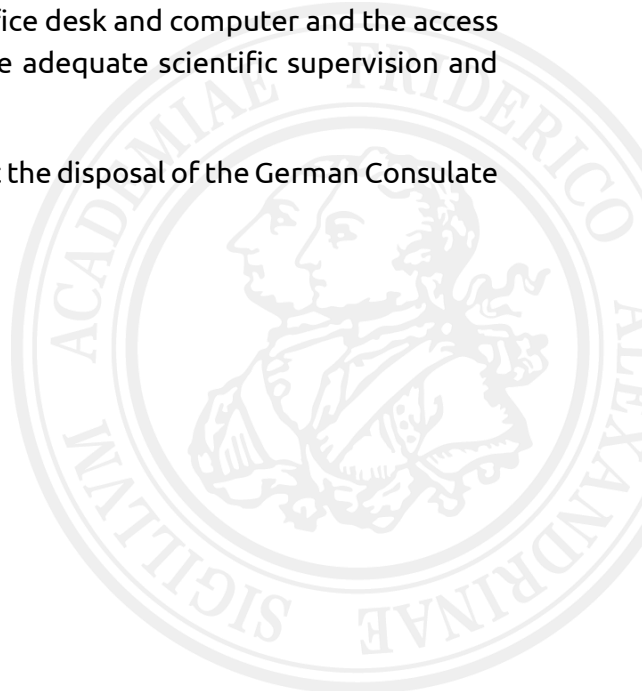 fice desk and computer and the access
e adequate scientific supervision and
t the disposal of the German Consulate
SIGILLVM ACADEMIAE FRIDERICO
ALEXANDRINAE